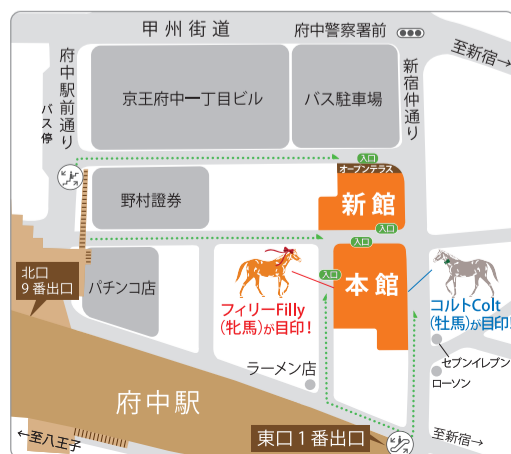 甲州街道
府中警察署前
至新宿→
府中駅前通り
バス停
京王府中一丁目ビル
バス駐車場
新宿仲通り
入口
オープンテラス
新館
野村證券
入口
入口
北口
9番出口
パチンコ店
フィリーFilly
(牝馬)が目印!
入口
本館
コルトColt
(牡馬)が目印!
セブンイレブン
ローソン
ラーメン店
府中駅
←至八王子
東口1番出口
至新宿→